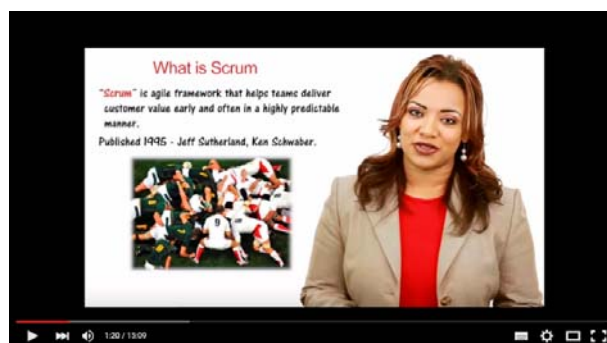 What is Scrum
"Scrum" is agile framework that helps teams deliver
customer value early and often in a highly predictable
manner.
Published 1995 - Jeff Sutherland, Ken Schwaber.
9
1:20 / 13:09